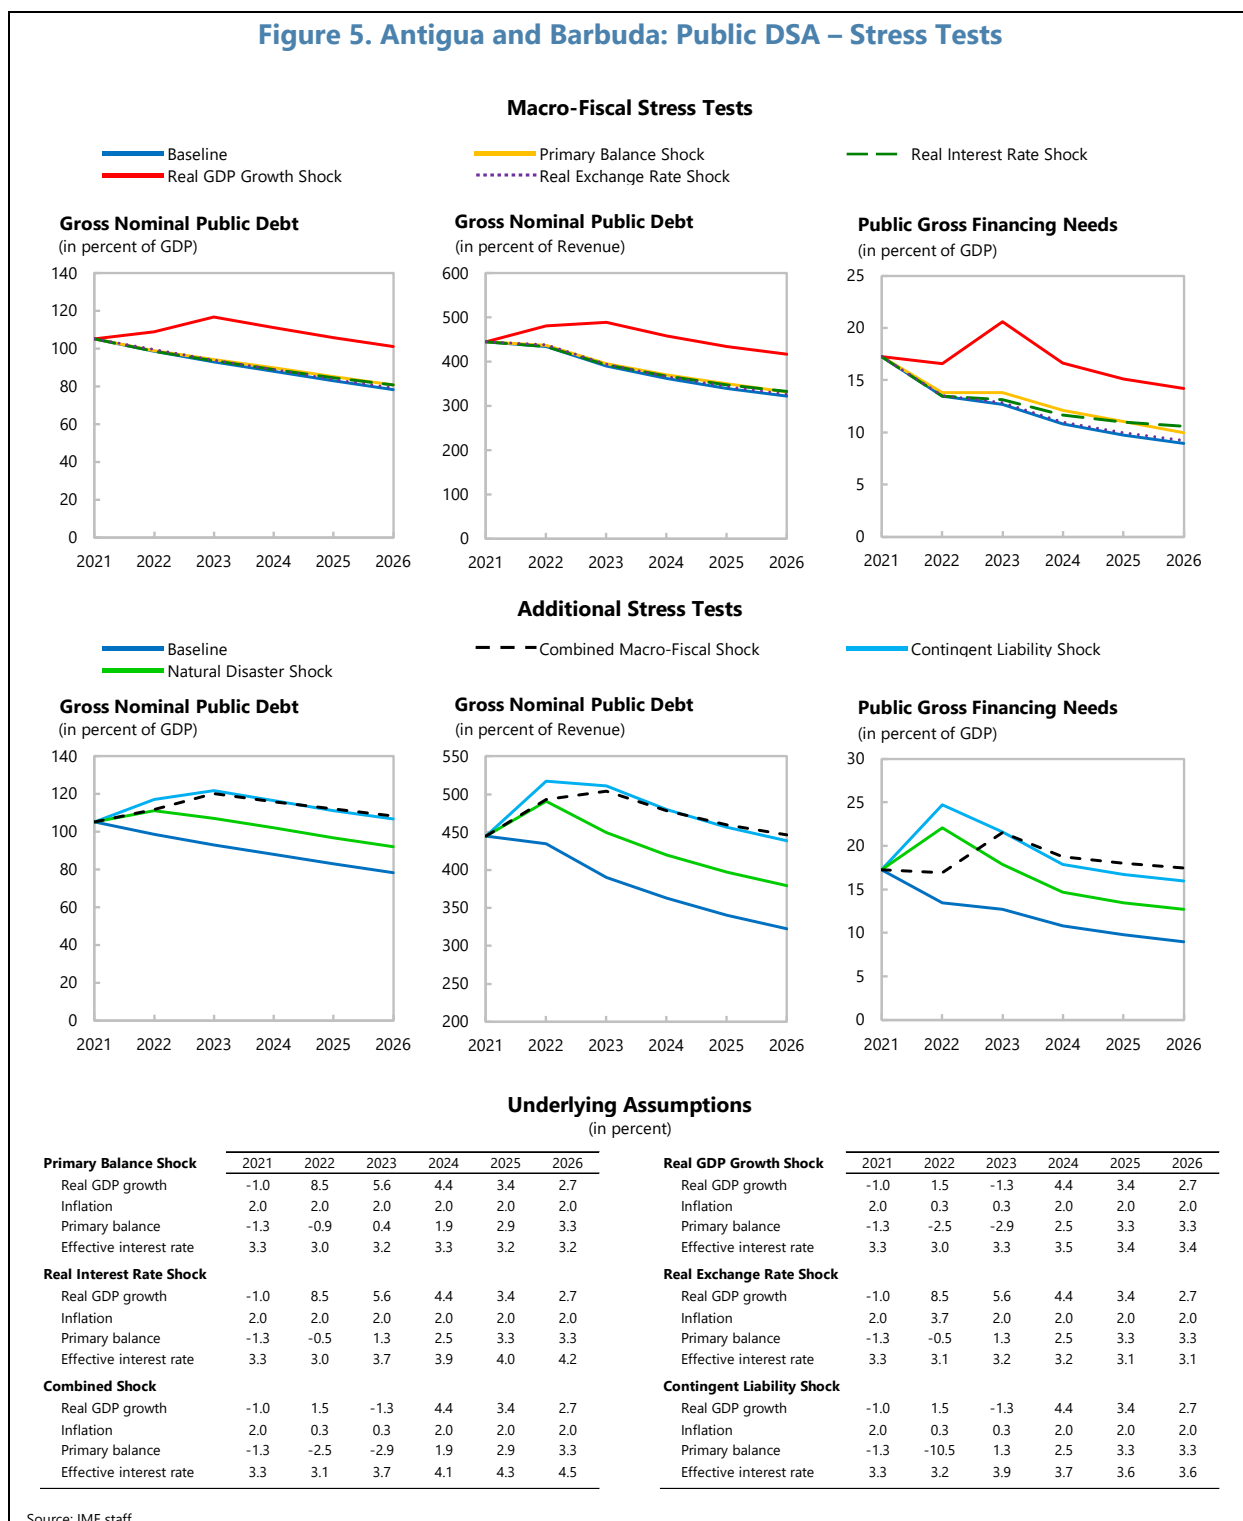 Figure 5. Antigua and Barbuda: Public DSA – Stress Tests
Macro-Fiscal Stress Tests
Baseline Primary Balance Shock Real Interest Rate Shock
Real GDP Growth Shock Real Exchange Rate Shock
Gross Nominal Public Debt Gross Nominal Public Debt Public Gross Financing Needs
(in percent of GDP) (in percent of Revenue) (in percent of GDP)
140 600 25
120 500 20
100 400 15
80 300 10
60 200 5
40 100 0
20 0
0
2021 2022 2023 2024 2025 2026 2021 2022 2023 2024 2025 2026 2021 2022 2023 2024 2025 2026
Additional Stress Tests
Baseline Combined Macro-Fiscal Shock Contingent Liability Shock
Natural Disaster Shock
Gross Nominal Public Debt Gross Nominal Public Debt Public Gross Financing Needs
(in percent of GDP) (in percent of Revenue) (in percent of GDP)
140 550 30
120 500 25
100 450 20
80 400 15
60 350 10
40 300 5
20 250 0
0 200
2021 2022 2023 2024 2025 2026 2021 2022 2023 2024 2025 2026 2021 2022 2023 2024 2025 2026
Underlying Assumptions
(in percent)
Primary Balance Shock 2021 2022 2023 2024 2025 2026 Real GDP Growth Shock 2021 2022 2023 2024 2025 2026
Real GDP growth -1.0 8.5 5.6 4.4 3.4 2.7 Real GDP growth -1.0 1.5 -1.3 4.4 3.4 2.7
Inflation 2.0 2.0 2.0 2.0 2.0 2.0 Inflation 2.0 0.3 0.3 2.0 2.0 2.0
Primary balance -1.3 -0.9 0.4 1.9 2.9 3.3 Primary balance -1.3 -2.5 -2.9 2.5 3.3 3.3
Effective interest rate 3.3 3.0 3.2 3.3 3.2 3.2 Effective interest rate 3.3 3.0 3.3 3.5 3.4 3.4
Real Interest Rate Shock Real Exchange Rate Shock
Real GDP growth -1.0 8.5 5.6 4.4 3.4 2.7 Real GDP growth -1.0 8.5 5.6 4.4 3.4 2.7
Inflation 2.0 2.0 2.0 2.0 2.0 2.0 Inflation 2.0 3.7 2.0 2.0 2.0 2.0
Primary balance -1.3 -0.5 1.3 2.5 3.3 3.3 Primary balance -1.3 -0.5 1.3 2.5 3.3 3.3
Effective interest rate 3.3 3.0 3.7 3.9 4.0 4.2 Effective interest rate 3.3 3.1 3.2 3.2 3.1 3.1
Combined Shock Contingent Liability Shock
Real GDP growth -1.0 1.5 -1.3 4.4 3.4 2.7 Real GDP growth -1.0 1.5 -1.3 4.4 3.4 2.7
Inflation 2.0 0.3 0.3 2.0 2.0 2.0 Inflation 2.0 0.3 0.3 2.0 2.0 2.0
Primary balance -1.3 -2.5 -2.9 1.9 2.9 3.3 Primary balance -1.3 -10.5 1.3 2.5 3.3 3.3
Effective interest rate 3.3 3.1 3.7 4.1 4.3 4.5 Effective interest rate 3.3 3.2 3.9 3.7 3.6 3.6
Source: IMF staff